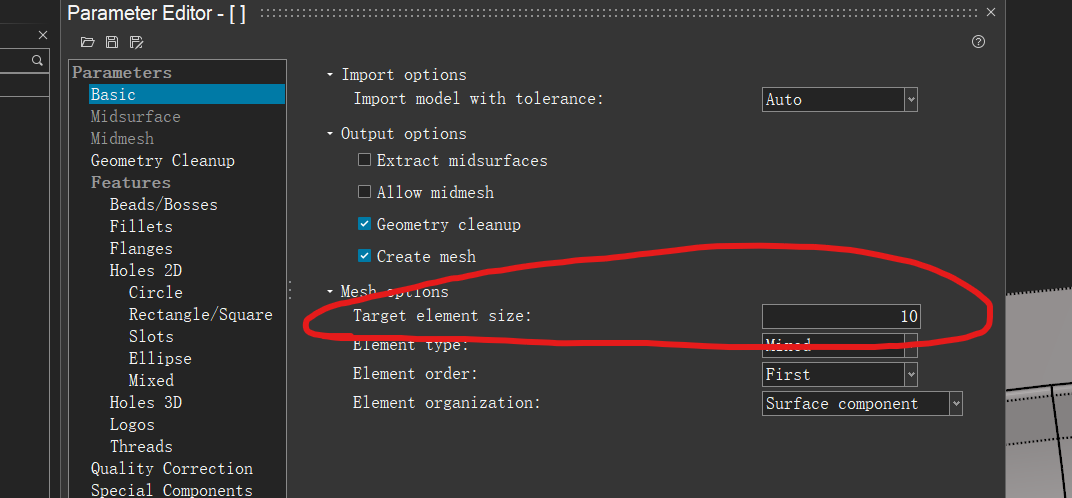 Parameter Editor - [ ]
Parameters
Basic
Midsurface
Midmesh
Geometry Cleanup
Features
Beads/Bosses
Fillets
Flanges
Holes 2D
Circle
Rectangle/Square
Slots
Ellipse
Mixed
Holes 3D
Logos
Threads
Quality Correction
Special Components
Import options
Import model with tolerance: Auto
Output options
Extract midsurfaces
Allow midmesh
Geometry cleanup
Create mesh
Mesh options
Target element size: 10
Element type: Mixed
Element order: First
Element organization: Surface component